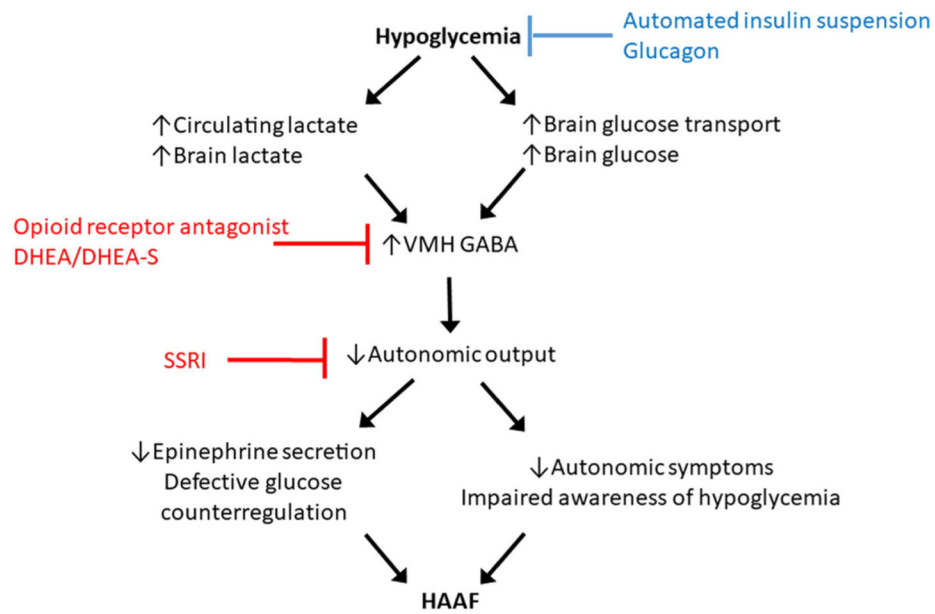 Hypoglycemia
Automated insulin suspension
Glucagon
↑Circulating lactate
↑Brain lactate
↑Brain glucose transport
↑Brain glucose
Opioid receptor antagonist
DHEA/DHEA-S
↑VMH GABA
SSRI
↓Autonomic output
↓Epinephrine secretion
Defective glucose
counterregulation
↓Autonomic symptoms
Impaired awareness of hypoglycemia
HAAF